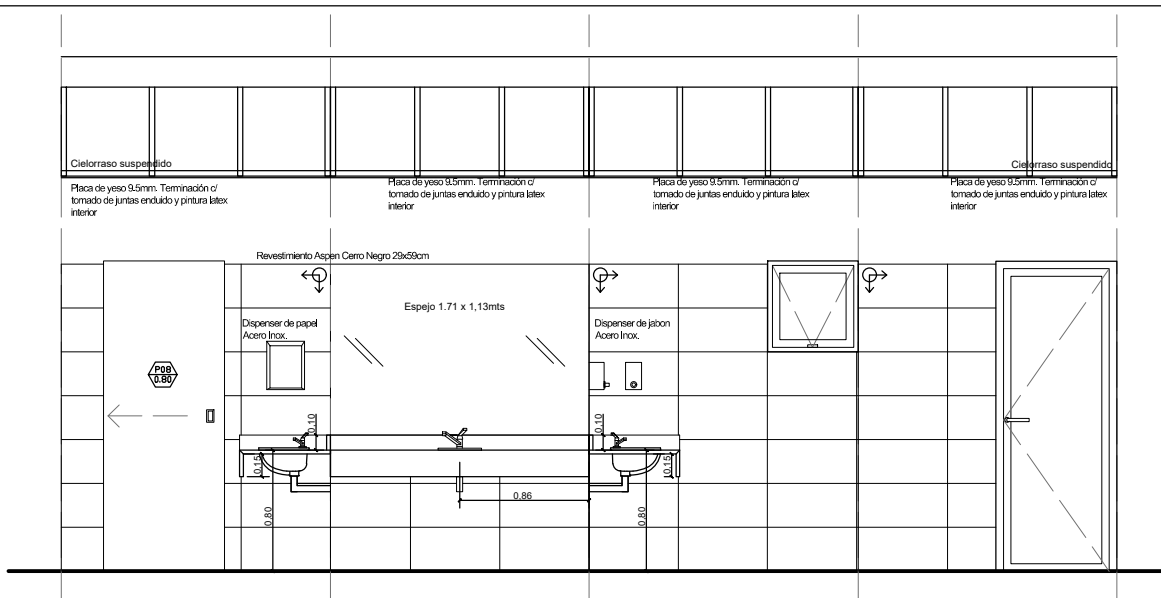 Cielorraso suspendido
Cielorraso suspendido
Placa de yeso 9.5mm. Terminación c/
tomado de juntas enduido y pintura latex
interior
Placa de yeso 9.5mm. Terminación c/
tomado de juntas enduido y pintura latex
interior
Placa de yeso 9.5mm. Terminación c/
tomado de juntas enduido y pintura latex
interior
Placa de yeso 9.5mm. Terminación c/
tomado de juntas enduido y pintura latex
interior
Revestimiento Aspen Cerro Negro 29x59cm
Espejo 1.71 x 1,13mts
Dispenser de papel
Acero Inox.
Dispenser de jabon
Acero Inox.
P08
0.80
0.10
0.10
0.15
0.15
0,86
0.80
0.80